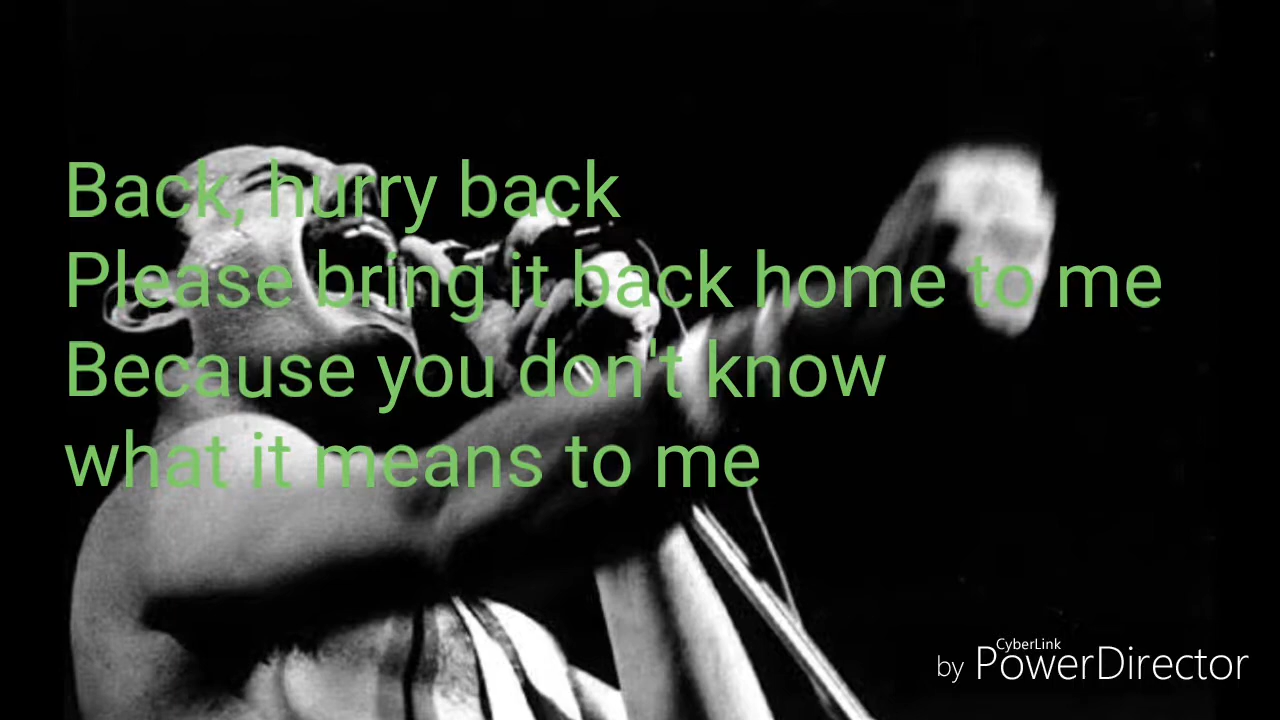 Back, hurry back
Please bring it back home to me
Because you don't know
what it means to me
CyberLink
by PowerDirector